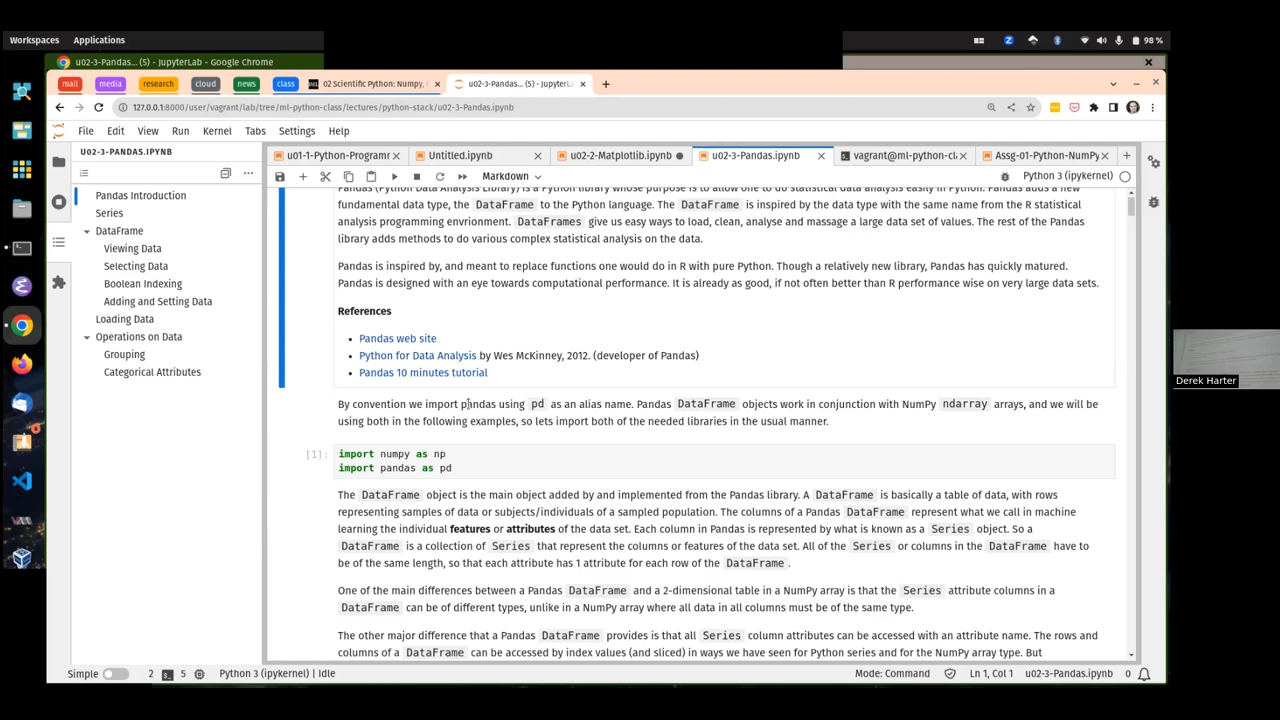 Workspaces Applications 98 %
u02-3-Pandas... (5) - JupyterLab - Google Chrome
mail media research cloud news class 02 Scientific Python: Numpy, u02-3-Pandas... (5) - JupyterLa
127.0.0.1:8000/user/vagrant/lab/tree/ml-python-class/lectures/python-stack/u02-3-Pandas.ipynb
File Edit View Run Kernel Tabs Settings Help
U02-3-PANDAS.IPYNB
u01-1-Python-Programm Untitled.ipynb u02-2-Matplotlib.ipynb u02-3-Pandas.ipynb vagrant@ml-python-cl Assg-01-Python-NumPy
Markdown Python 3 (ipykernel)
Pandas Introduction
Series
DataFrame
Viewing Data
Selecting Data
Boolean Indexing
Adding and Setting Data
Loading Data
Operations on Data
Grouping
Categorical Attributes
Pandas (Python Data Analysis Library) is a Python library whose purpose is to allow one to do statistical data analysis easily in Python. Pandas adds a new
fundamental data type, the DataFrame to the Python language. The DataFrame is inspired by the data type with the same name from the R statistical
analysis programming envrionment. DataFrames give us easy ways to load, clean, analyse and massage a large data set of values. The rest of the Pandas
library adds methods to do various complex statistical analysis on the data.
Pandas is inspired by, and meant to replace functions one would do in R with pure Python. Though a relatively new library, Pandas has quickly matured.
Pandas is designed with an eye towards computational performance. It is already as good, if not often better than R performance wise on very large data sets.
References
• Pandas web site
• Python for Data Analysis by Wes McKinney, 2012. (developer of Pandas)
• Pandas 10 minutes tutorial
By convention we import pandas using pd as an alias name. Pandas DataFrame objects work in conjunction with NumPy ndarray arrays, and we will be
using both in the following examples, so lets import both of the needed libraries in the usual manner.
[1]: import numpy as np
import pandas as pd
The DataFrame object is the main object added by and implemented from the Pandas library. A DataFrame is basically a table of data, with rows
representing samples of data or subjects/individuals of a sampled population. The columns of a Pandas DataFrame represent what we call in machine
learning the individual features or attributes of the data set. Each column in Pandas is represented by what is known as a Series object. So a
DataFrame is a collection of Series that represent the columns or features of the data set. All of the Series or columns in the DataFrame have to
be of the same length, so that each attribute has 1 attribute for each row of the DataFrame.
One of the main differences between a Pandas DataFrame and a 2-dimensional table in a NumPy array is that the Series attribute columns in a
DataFrame can be of different types, unlike in a NumPy array where all data in all columns must be of the same type.
The other major difference that a Pandas DataFrame provides is that all Series column attributes can be accessed with an attribute name. The rows and
columns of a DataFrame can be accessed by index values (and sliced) in ways we have seen for Python series and for the NumPy array type. But
Simple 2 5 Python 3 (ipykernel) | Idle Mode: Command Ln 1, Col 1 u02-3-Pandas.ipynb 0
Derek Harter